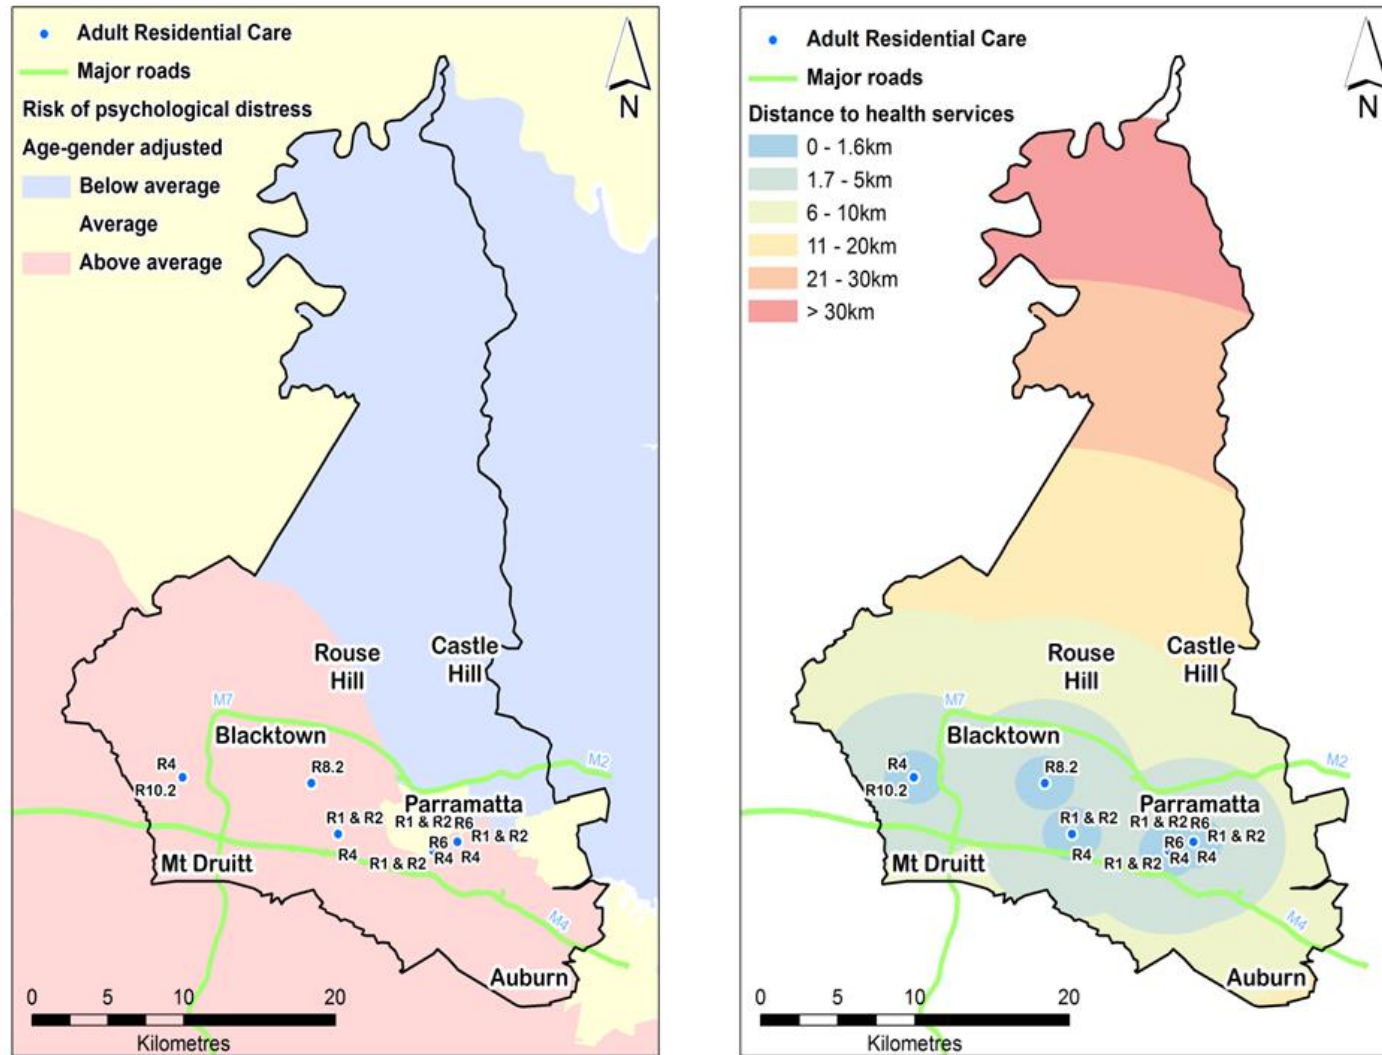 Adult Residential Care
Major roads
Risk of psychological distress
Age-gender adjusted
Below average
Average
Above average
N
Rouse
Hill
Castle
Hill
M7
Blacktown
M2
R4
R10.2
R8.2
Parramatta
R1 & R2
R6
R1 & R2
R1 & R2
R6
R4
R4
R1 & R2
R4
Mt Druitt
M4
Auburn
0
5
10
20
Kilometres
Adult Residential Care
Major roads
Distance to health services
0 - 1.6km
1.7 - 5km
6 - 10km
11 - 20km
21 - 30km
> 30km
N
Rouse
Hill
Castle
Hill
M7
Blacktown
M2
R4
R10.2
R8.2
Parramatta
R1 & R2
R6
R1 & R2
R1 & R2
R6
R4
R4
R1 & R2
R4
Mt Druitt
M4
Auburn
0
5
10
20
Kilometres